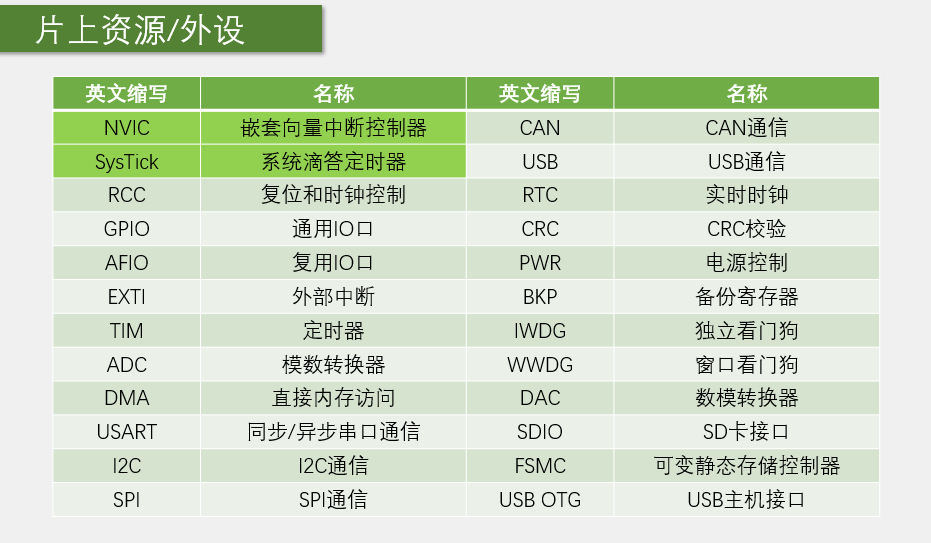 片上资源/外设
英文缩写 名称 英文缩写 名称
NVIC 嵌套向量中断控制器 CAN CAN通信
SysTick 系统滴答定时器 USB USB通信
RCC 复位和时钟控制 RTC 实时时钟
GPIO 通用IO口 CRC CRC校验
AFIO 复用IO口 PWR 电源控制
EXTI 外部中断 BKP 备份寄存器
TIM 定时器 IWDG 独立看门狗
ADC 模数转换器 WWDG 窗口看门狗
DMA 直接内存访问 DAC 数模转换器
USART 同步/异步串口通信 SDIO SD卡接口
I2C I2C通信 FSMC 可变静态存储控制器
SPI SPI通信 USB OTG USB主机接口